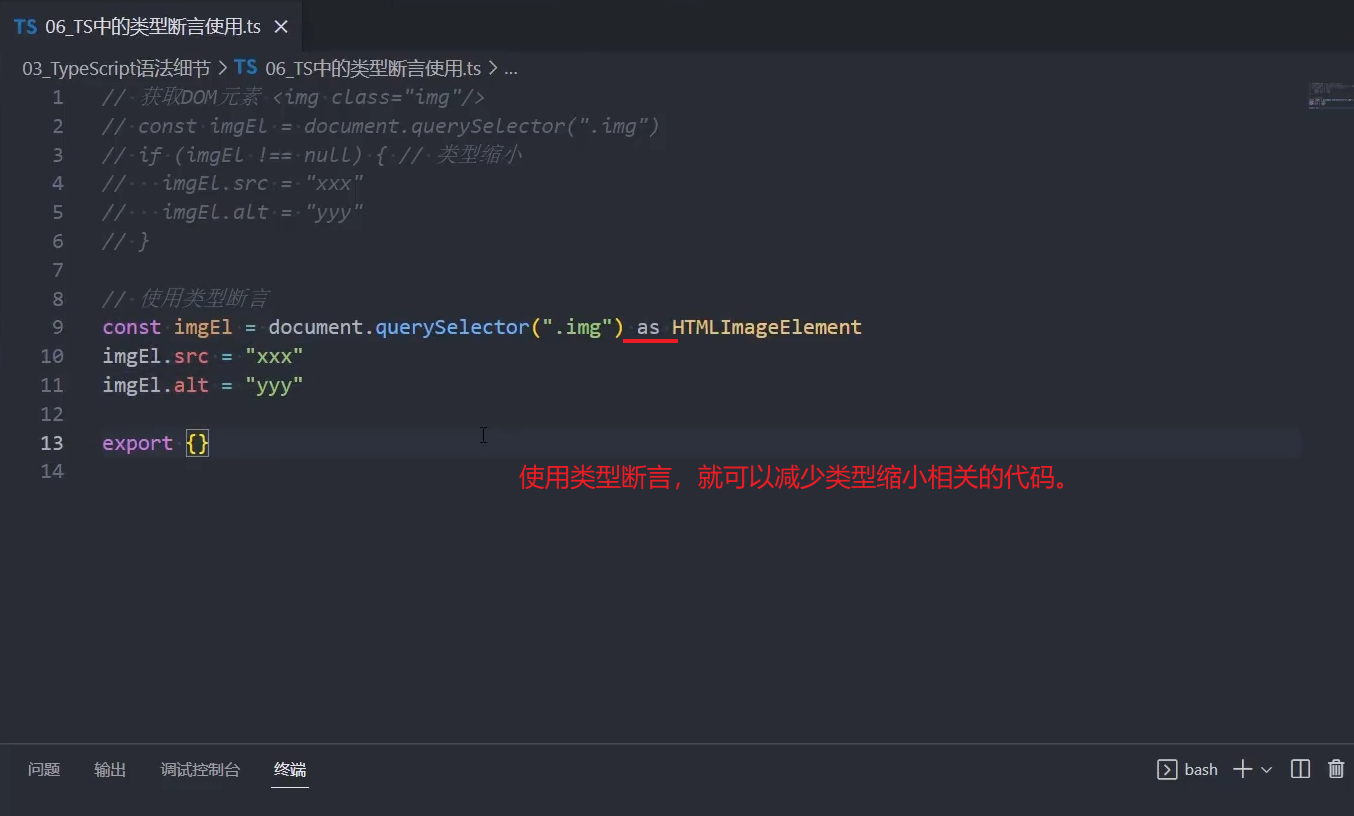 TS 06_TS中的类型断言使用.ts ×
03_TypeScript语法细节 > TS 06_TS中的类型断言使用.ts > ...
1 // 获取DOM元素 <img class="img"/>
2 // const imgEl = document.querySelector(".img")
3 // if (imgEl !== null) { // 类型缩小
4 //   imgEl.src = "xxx"
5 //   imgEl.alt = "yyy"
6 // }
7
8 // 使用类型断言
9 const imgEl = document.querySelector(".img") as HTMLImageElement
10 imgEl.src = "xxx"
11 imgEl.alt = "yyy"
12
13 export {}
14
使用类型断言，就可以减少类型缩小相关的代码。
问题 输出 调试控制台 终端 bash